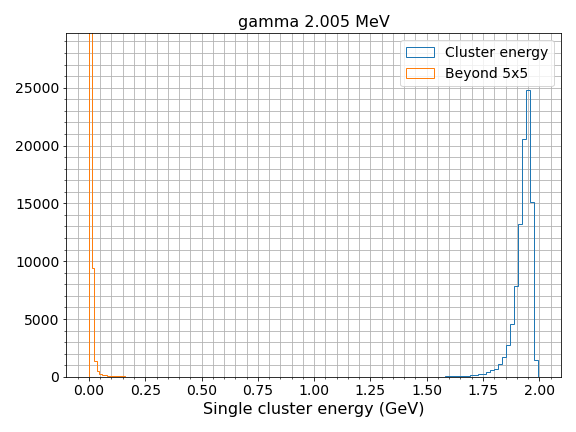 gamma 2.005 MeV
Cluster energy
Beyond 5x5
25000
20000
15000
10000
5000
0
0.00 0.25 0.50 0.75 1.00 1.25 1.50 1.75 2.00
Single cluster energy (GeV)